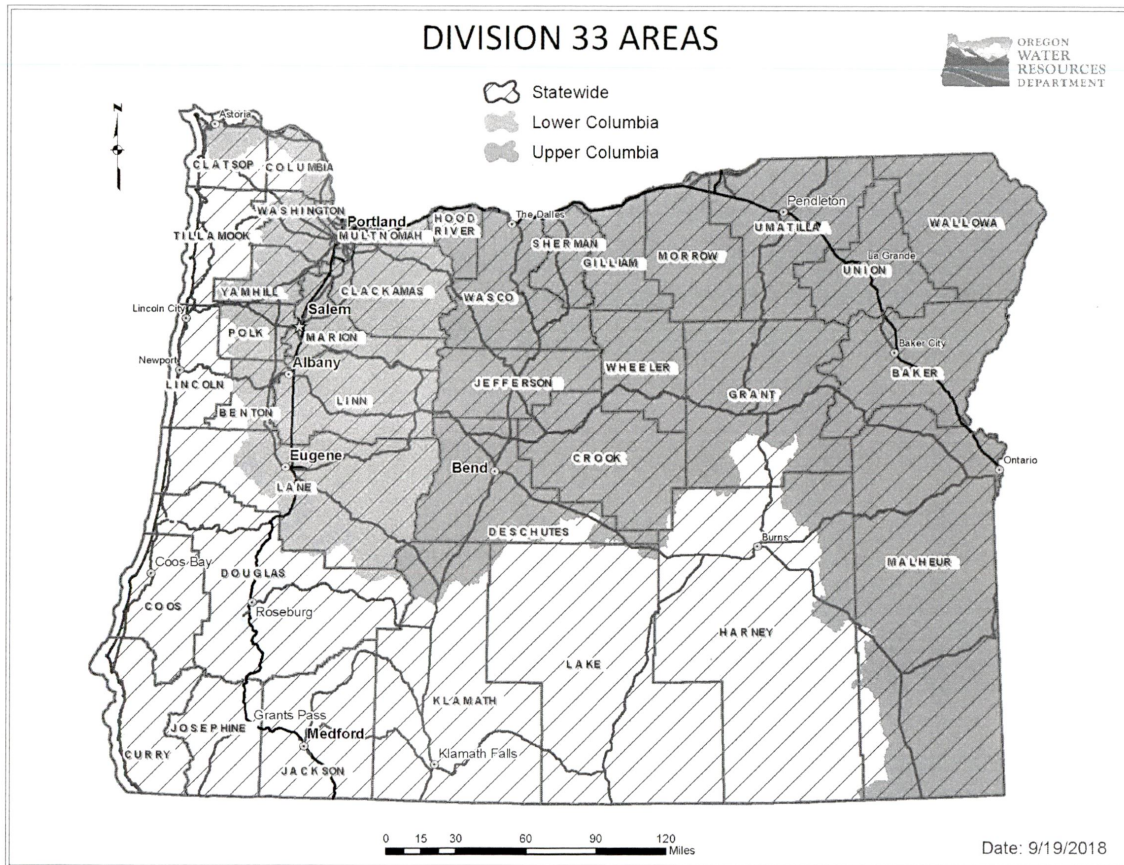 DIVISION 33 AREAS
OREGON
WATER
RESOURCES
DEPARTMENT
Statewide
Lower Columbia
Upper Columbia
N
Astoria
CLATSOP
COLUMBIA
WASHINGTON
Portland
HOOD
RIVER
The Dalles
Pendleton
WALLOWA
TILLAMOOK
MULTNOMAH
SHERMAN
UMATILLA
GILLIAM
MORROW
La Grande
UNION
YAMHILL
CLACKAMAS
WASCO
Lincoln City
Salem
POLK
MARION
Baker City
Newport
Albany
WHEELER
BAKER
LINCOLN
JEFFERSON
GRANT
BENTON
LINN
Eugene
Bend
CROOK
Ontario
LANE
DESCHUTES
Burns
MALHEUR
Coos Bay
DOUGLAS
COOS
Roseburg
HARNEY
LAKE
KLAMATH
Grants Pass
JOSEPHINE
Medford
CURRY
Klamath Falls
JACKSON
0 15 30 60 90 120
Miles
Date: 9/19/2018